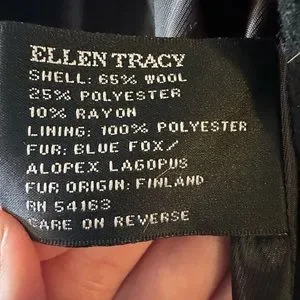 ELLEN TRACY
SHELL: 65% WOOL
25% POLYESTER
10% RAYON
LINING: 100% POLYESTER
FUR: BLUE FOX/
ALOPEX LAGOPUS
FUR ORIGIN: FINLAND
RN 54163
CARE ON REVERSE